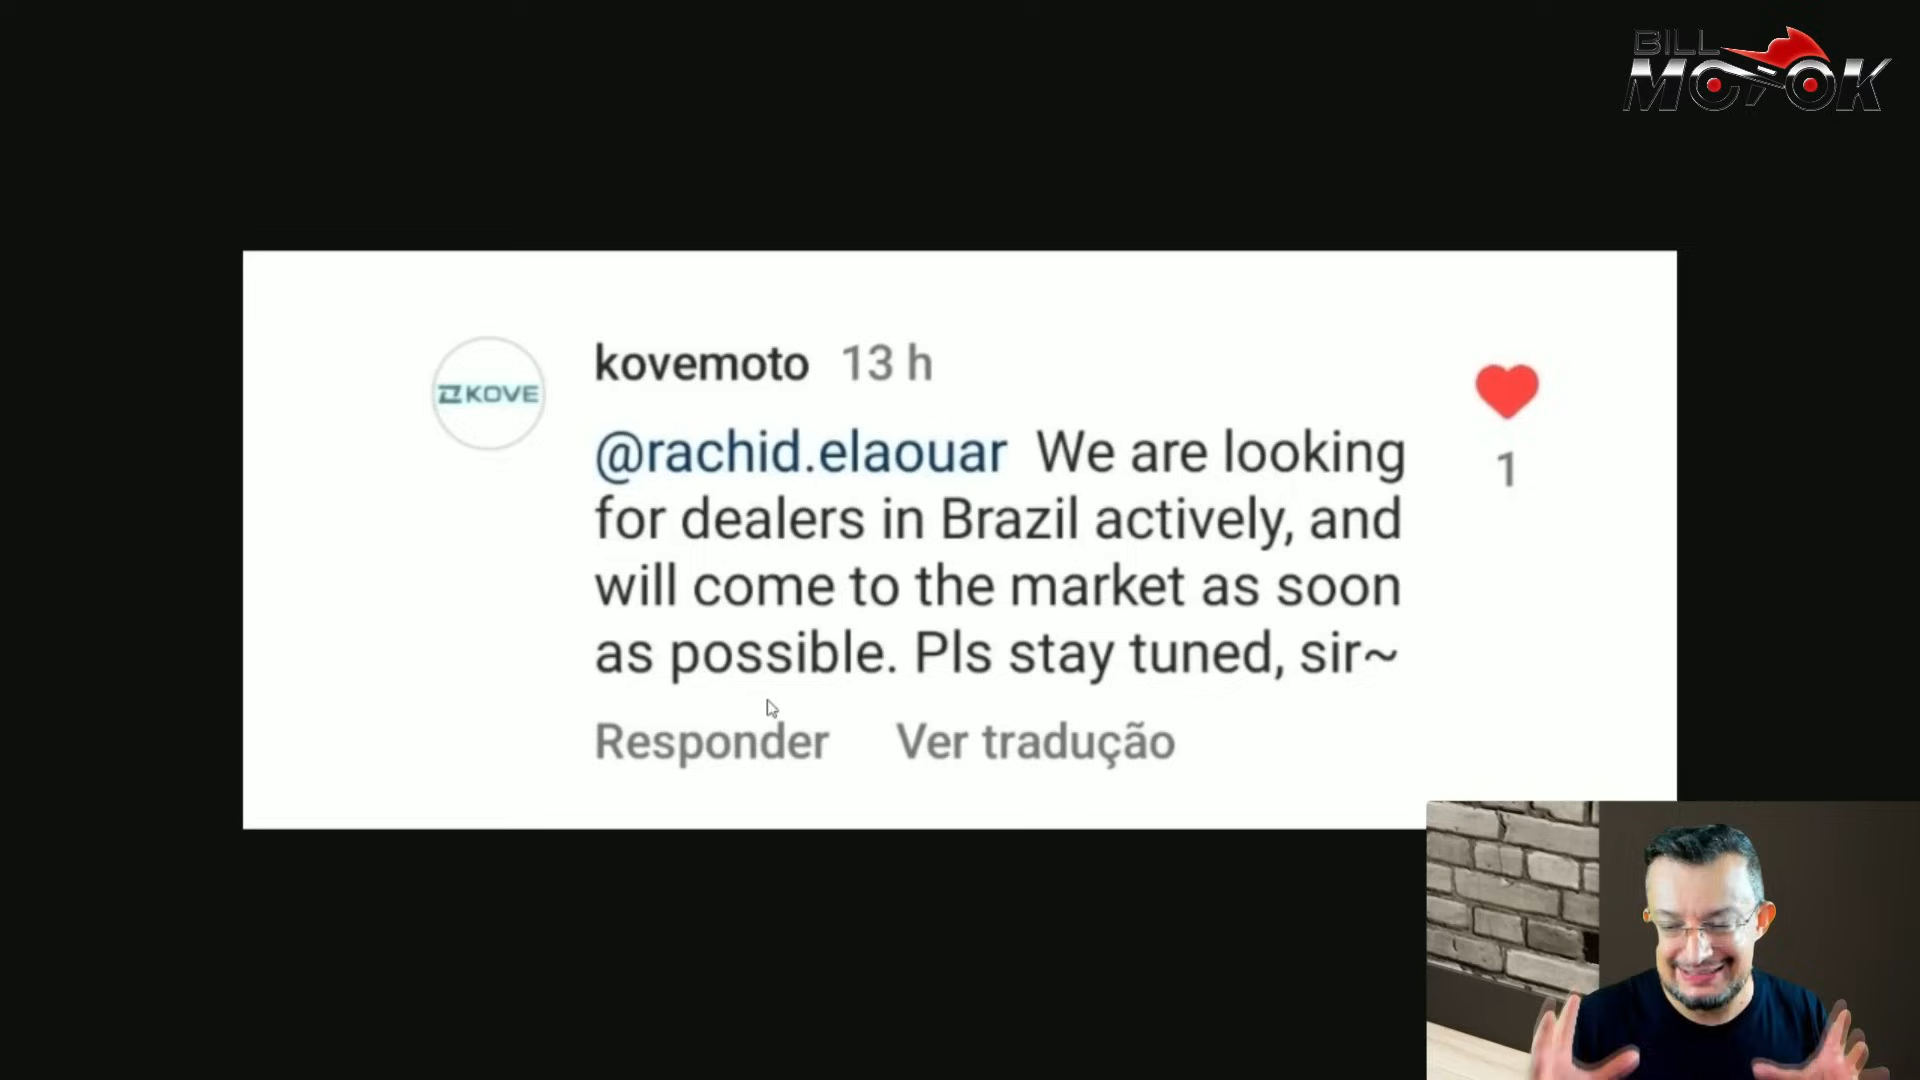 BILL
MOTOK
kovemoto 13 h
ZKOVE
@rachid.elaouar We are looking
for dealers in Brazil actively, and
will come to the market as soon
as possible. Pls stay tuned, sir~
1
Responder Ver tradução